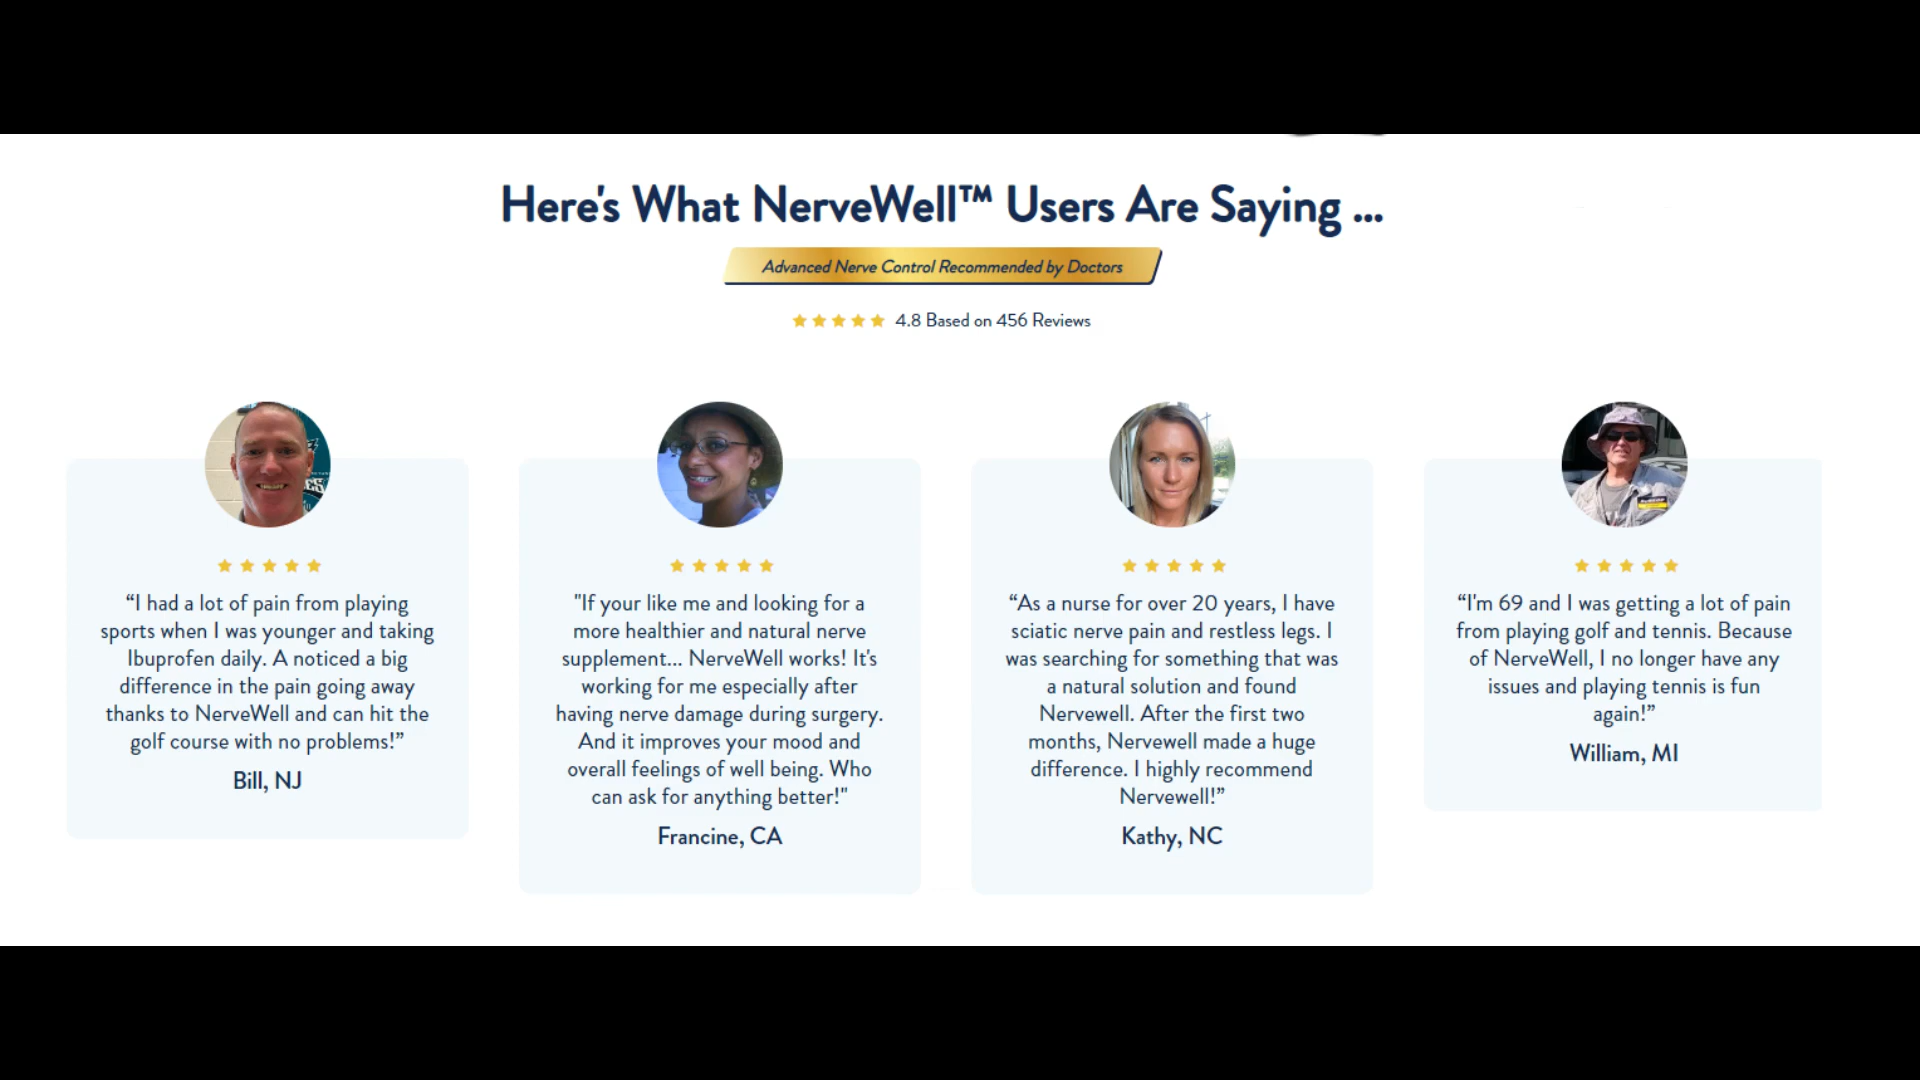 Here's What NerveWell™ Users Are Saying ...
Advanced Nerve Control Recommended by Doctors
4.8 Based on 456 Reviews
“I had a lot of pain from playing
sports when I was younger and taking
Ibuprofen daily. A noticed a big
difference in the pain going away
thanks to NerveWell and can hit the
golf course with no problems!”
Bill, NJ
"If your like me and looking for a
more healthier and natural nerve
supplement... NerveWell works! It's
working for me especially after
having nerve damage during surgery.
And it improves your mood and
overall feelings of well being. Who
can ask for anything better!"
Francine, CA
“As a nurse for over 20 years, I have
sciatic nerve pain and restless legs. I
was searching for something that was
a natural solution and found
Nervewell. After the first two
months, Nervewell made a huge
difference. I highly recommend
Nervewell!”
Kathy, NC
“I'm 69 and I was getting a lot of pain
from playing golf and tennis. Because
of NerveWell, I no longer have any
issues and playing tennis is fun
again!”
William, MI